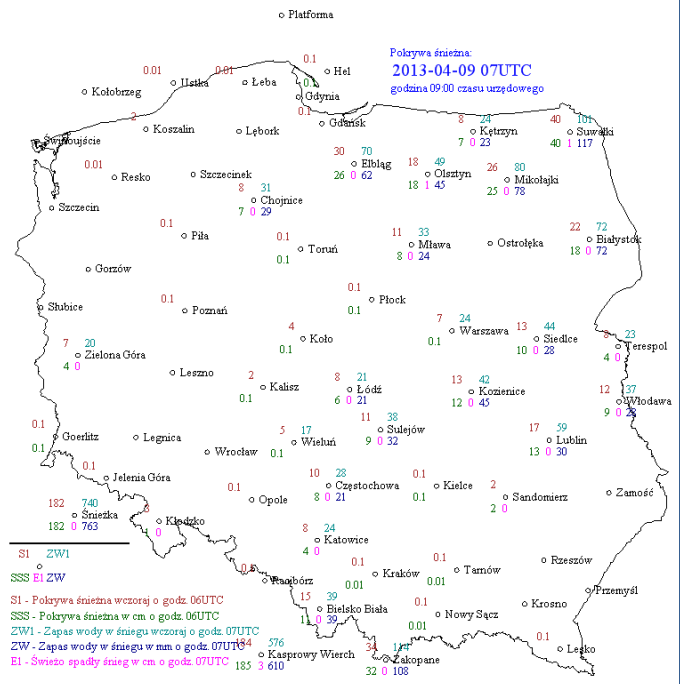 Platforma
Pokrywa śnieżna:
2013-04-09 07UTC
godzina 09:00 czasu urzędowego
0.1
Hel
0.1
0.01
Ustka
0.01
Łeba
Kołobrzeg
Gdynia
0.1
Gdańsk
2
Koszalin
Lębork
8 24
Kętrzyn
7 0 23
40 101
Suwałki
40 1 117
Świnoujście
30 70
Elbląg
26 0 62
18 49
Olsztyn
18 1 45
26 80
Mikołajki
25 0 78
0.01
Resko
Szczecinek
8 31
Chojnice
7 0 29
Szczecin
0.1
Piła
0.1
Toruń
0.1
11 33
Mława
8 0 24
Ostrołęka
22 72
Białystok
18 0 72
Gorzów
Słubice
0.1
Poznań
0.1
Płock
0.1
4
Koło
0.1
7 24
Warszawa
0.1
13 44
Siedlce
10 0 28
8 23
Terespol
4 0
7 20
Zielona Góra
4 0
Leszno
2
Kalisz
0.1
8 21
Łódź
6 0 21
13 42
Kozienice
12 0 45
12 37
Włodawa
9 0 28
0.1
Goerlitz
0.1
Legnica
Wrocław
5 17
Wieluń
0.1
11 38
Sulejów
9 0 32
17 59
Lublin
13 0 30
0.1
Jelenia Góra
0.1
Opole
10 28
Częstochowa
8 0 21
0.1
Kielce
0.1
2
Sandomierz
2 0
Zamość
182 740
Śnieżka
182 0 763
8
Kłodzko
1 0
8 24
Katowice
4 0
S1 ZW1
SSS E1 ZW
0.1
Racibórz
0.1
Kraków
0.01
0.1
Tarnów
0.01
Rzeszów
Przemyśl
S1 - Pokrywa śnieżna wczoraj o godz. 06UTC
SSS - Pokrywa śnieżna w cm o godz. 06UTC
ZW1 - Zapas wody w śniegu wczoraj o godz. 07UTC
ZW - Zapas wody w śniegu w mm o godz. 07UTC
E1 - Świeżo spadły śnieg w cm o godz. 07UTC
15 39
Bielsko Biała
11 0 39
0.1
Nowy Sącz
0.01
Krosno
0.1
Lesko
184 576
Kasprowy Wierch
185 3 610
34 114
Zakopane
32 0 108